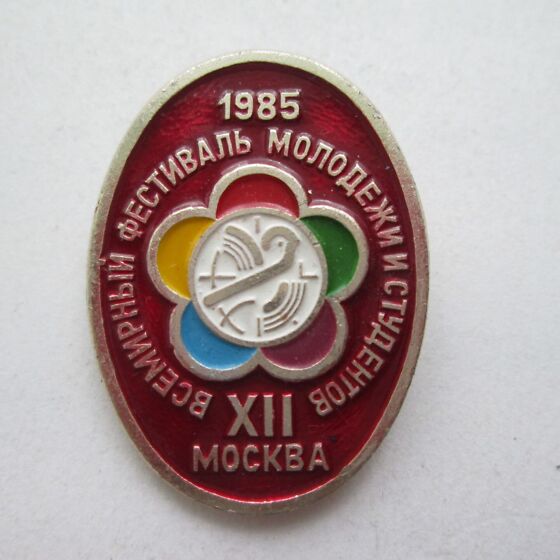 1985
ВСЕМИРНЫЙ ФЕСТИВАЛЬ МОЛОДЕЖИ И СТУДЕНТОВ
XII
МОСКВА